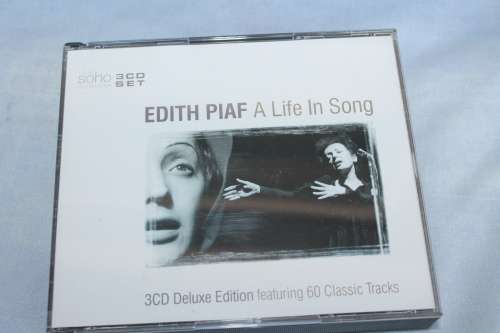 soho 3CD
SET
EDITH PIAF A Life In Song
3CD Deluxe Edition featuring 60 Classic Tracks